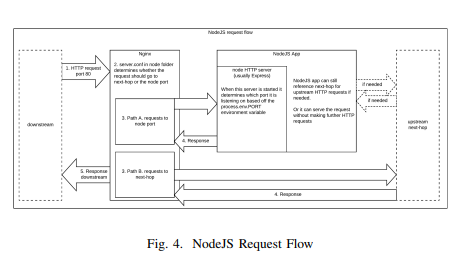 NodeJS request flow
downstream
1. HTTP request
port 80
Nginx
2. server.conf in node folder
determines whether the
request should go to
next-hop or the node port
3. Path A. requests to
node port
3. Path B. requests to
next-hop
NodeJS App
node HTTP server
(usually Express)
When this server is started it
determines which port it is
listening on based off the
process.env.PORT
environment variable
NodeJS app can still
reference next-hop for
upstream HTTP requests if
needed.
Or it can serve the request
without making further HTTP
requests
if needed
if needed
upstream
next-hop
4. Response
5. Response
downstream
4. Response
Fig. 4. NodeJS Request Flow